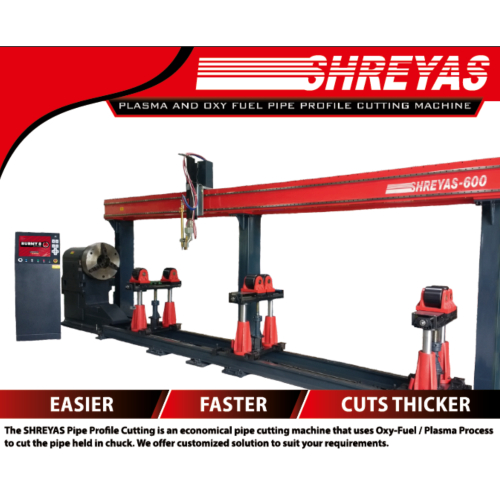 SHREYAS
PLASMA AND OXY FUEL PIPE PROFILE CUTTING MACHINE
SHREYAS-600
EASIER / FASTER / CUTS THICKER
The SHREYAS Pipe Profile Cutting is an economical pipe cutting machine that uses Oxy-Fuel / Plasma Process
to cut the pipe held in chuck. We offer customized solution to suit your requirements.